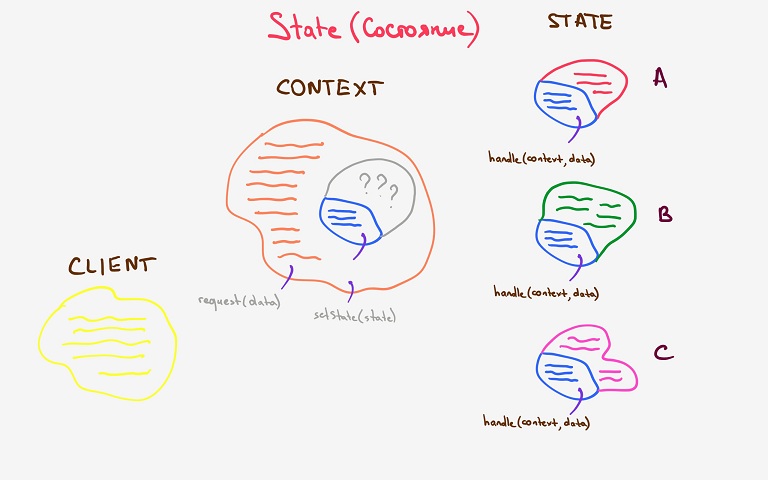 State (Состояние)
STATE
CONTEXT
A
handle(context, data)
???
B
CLIENT
handle(context, data)
request(data)
setState(state)
C
handle(context, data)